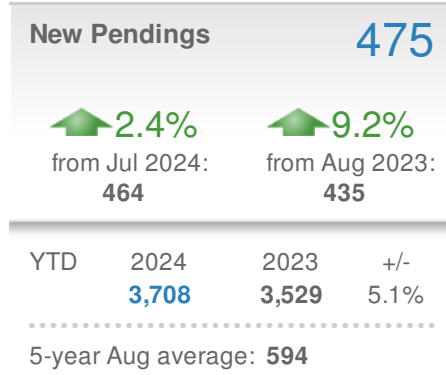 New Pendings 475
2.4% 9.2%
from Jul 2024: from Aug 2023:
464 435
YTD 2024 2023 +/-
3,708 3,529 5.1%
5-year Aug average: 594